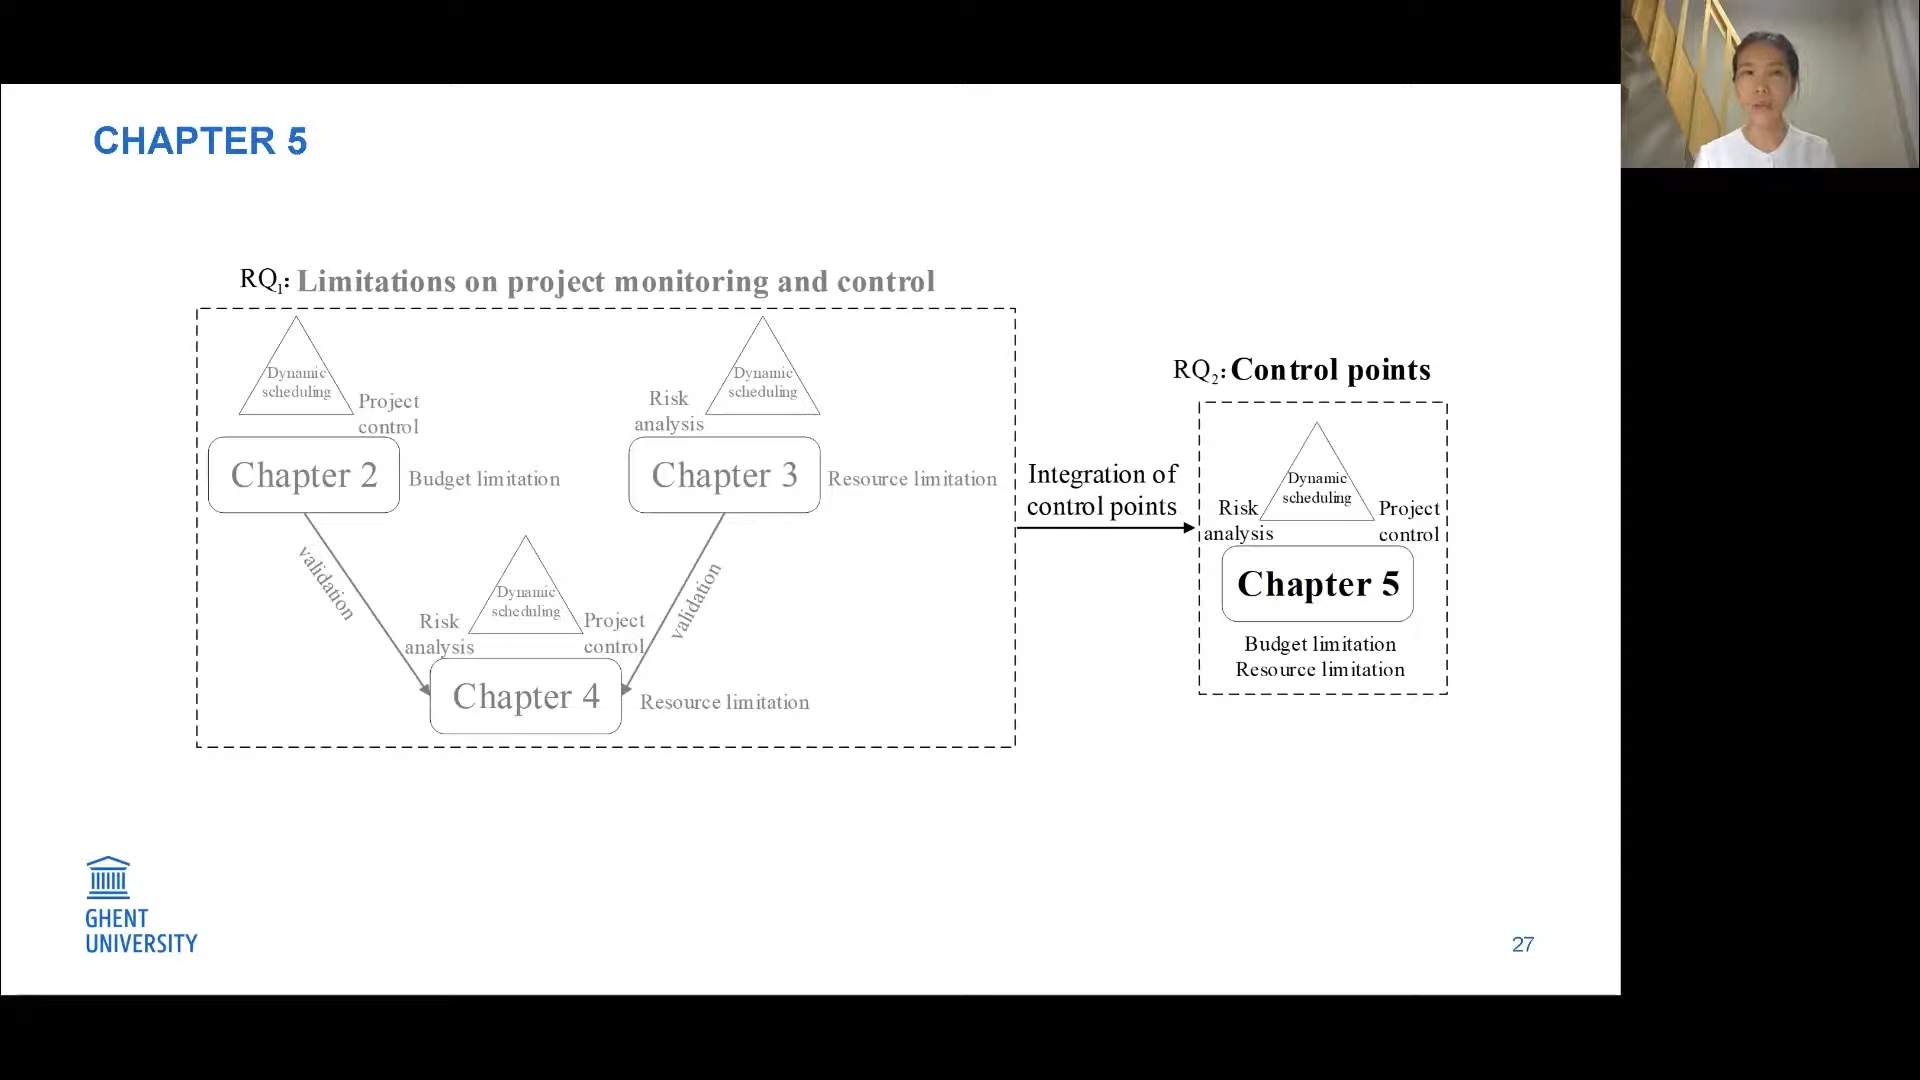 CHAPTER 5
RQ1: Limitations on project monitoring and control
Dynamic
scheduling
Project
control
Chapter 2
Budget limitation
validation
Dynamic
scheduling
Risk
analysis
Chapter 3
Resource limitation
validation
Dynamic
scheduling
Risk
analysis
Project
control
Chapter 4
Resource limitation
Integration of
control points
RQ2: Control points
Dynamic
scheduling
Risk
analysis
Project
control
Chapter 5
Budget limitation
Resource limitation
GHENT
UNIVERSITY
27